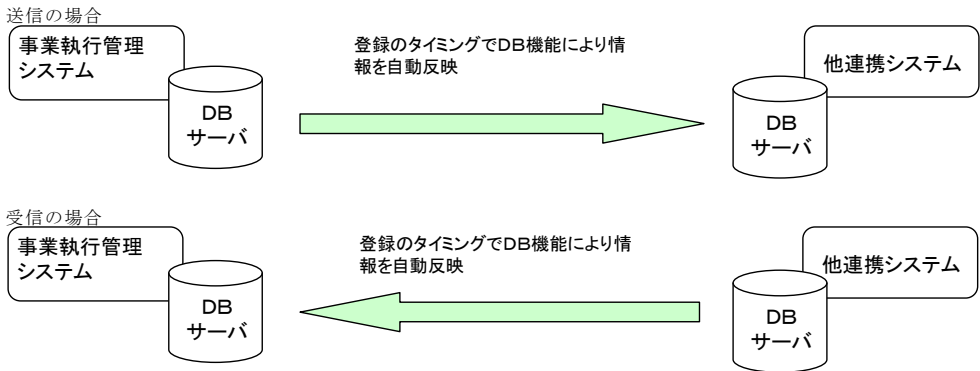 送信の場合
事業執行管理
システム
登録のタイミングでDB機能により情
報を自動反映
他連携システム
DB
サーバ
DB
サーバ
受信の場合
事業執行管理
システム
登録のタイミングでDB機能により情
報を自動反映
他連携システム
DB
サーバ
DB
サーバ